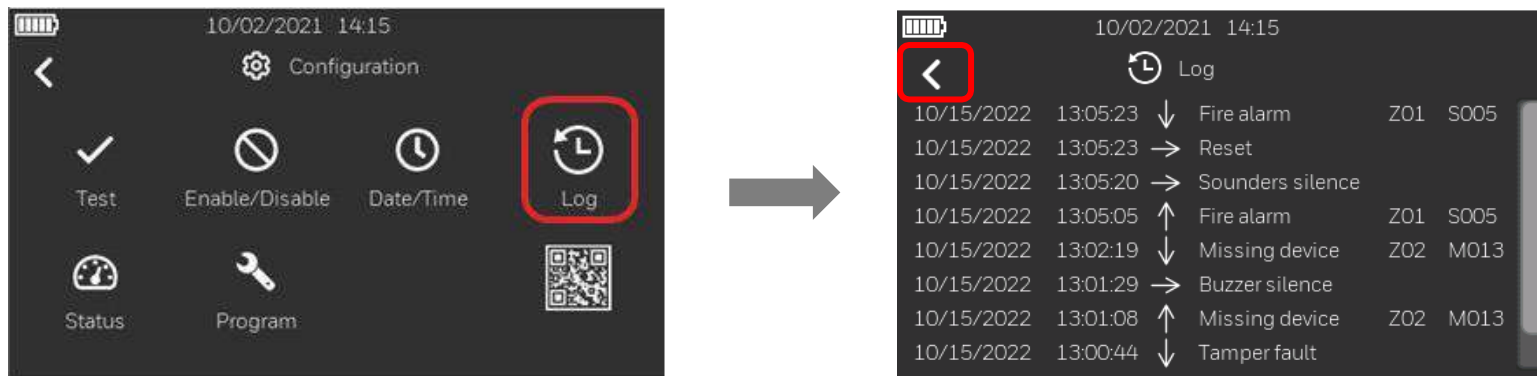 10/02/2021 14:15
Configuration
Test
Enable/Disable
Date/Time
Log
Status
Program
10/02/2021 14:15
Log
10/15/2022 13:05:23 ↓ Fire alarm Z01 S005
10/15/2022 13:05:23 → Reset
10/15/2022 13:05:20 → Sounders silence
10/15/2022 13:05:05 ↑ Fire alarm Z01 S005
10/15/2022 13:02:19 ↓ Missing device Z02 M013
10/15/2022 13:01:29 → Buzzer silence
10/15/2022 13:01:08 ↑ Missing device Z02 M013
10/15/2022 13:00:44 ↓ Tamper fault